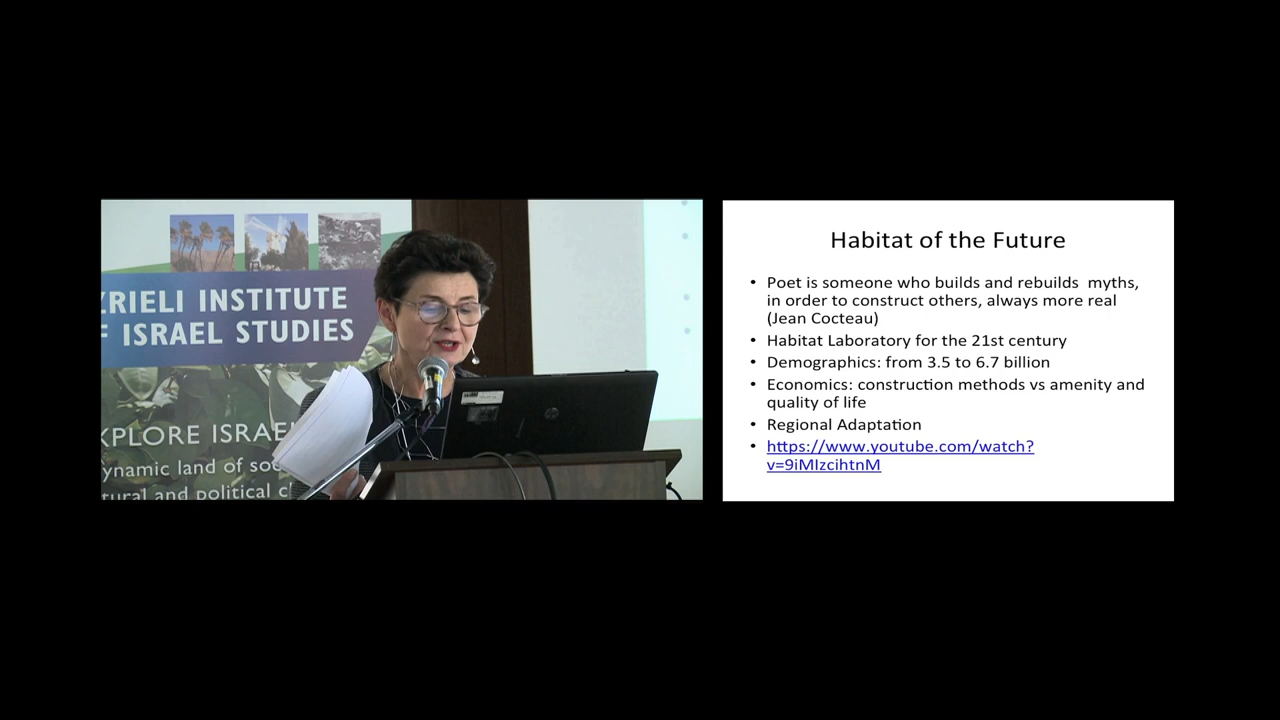 ZRIELI INSTITUTE
F ISRAEL STUDIES
XPLORE ISRAEL
ynamic land of soc
tural and political c
Habitat of the Future
• Poet is someone who builds and rebuilds myths,
in order to construct others, always more real
(Jean Cocteau)
• Habitat Laboratory for the 21st century
• Demographics: from 3.5 to 6.7 billion
• Economics: construction methods vs amenity and
quality of life
• Regional Adaptation
• https://www.youtube.com/watch?
v=9iMIzcihtnM